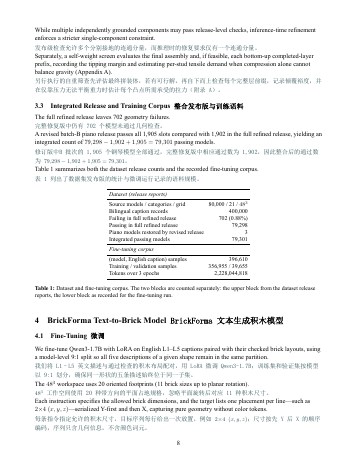 While multiple independently grounded components may pass release-level checks, inference-time refinement
enforces a stricter single-component constraint.
发布级检查允许多个分别接地的连通分量,而推理时的修复要求仅有一个连通分量。
Separately, a self-weight screen evaluates the final assembly and, if feasible, each bottom-up completed-layer
prefix, recording the tipping margin and estimating per-stud tensile demand when compression alone cannot
balance gravity (Appendix A).
另行执行的自重筛查先评估最终拼装体,若有可行解,再自下而上检查每个完整层前缀,记录倾覆裕度,并
在仅靠压力无法平衡重力时估计每个凸点所需承受的拉力(附录 A)。
3.3 Integrated Release and Training Corpus 整合发布版与训练语料
The full refined release leaves 702 geometry failures.
完整修复版中仍有 702 个模型未通过几何检查。
A revised batch-B pinned release passes all 1,905 slots compared with 1,902 in the full refined release, yielding an
integrated count of 79,298 − 1,902 + 1,905 = 79,301 passing models.
修订版中B 批次的 1,905 个钢琴模型全部通过,完整修复版中相应通过数为 1,902,因此整合后的通过数
为 79,298 − 1,902 + 1,905 = 79,301。
Table 1 summarizes both the dataset release counts and the recorded fine-tuning corpus.
表 1 列出了数据集发布版的统计与微调运行记录的语料规模。
Dataset (release reports)
Source models / categories / grid 80,000 / 21 / 48³
Bilingual caption records 400,000
Failing in full refined release 702 (0.88%)
Passing in full refined release 79,298
Piano models restored by revised release 3
Integrated passing models 79,301
Fine-tuning corpus
(model, English caption) samples 396,610
Training / validation samples 356,955 / 39,655
Tokens over 3 epochs 2,228,044,818
Table 1: Dataset and fine-tuning corpus. The two blocks are counted separately: the upper block from the dataset release
reports, the lower block as recorded for the fine-tuning run.
4 BrickForma Text-to-Brick Model BrickForma 文本生成积木模型
4.1 Fine-Tuning 微调
We fine-tune Qwen3-1.7B with LoRA on English L1–L5 captions paired with their checked brick layouts, using
a model-level 9:1 split so all five descriptions of a given shape remain in the same partition.
我们将英文 L1–L5 描述与通过检查的积木布局配对,用 LoRA 微调 Qwen3-1.7B;训练集和验证集按模型
以 9:1 划分,确保同一形状的五条描述始终位于同一子集。
The 48³ workspace uses 20 oriented footprints (11 brick sizes up to planar rotation).
48³ 工作空间使用 20 种带方向的平面占地规格,忽略平面旋转后对应 11 种积木尺寸。
Each instruction specifies the allowed brick dimensions, and the target lists one placement per line—such as
2×4 (x, y, z)—serialized Y-first and then X, capturing pure geometry without color tokens.
每条指令指定允许的积木尺寸,目标序列每行给出一次放置,例如 2×4 (x, y, z);尺寸按先 Y 后 X 的顺序
编码,序列只含几何信息,不含颜色词元。
8